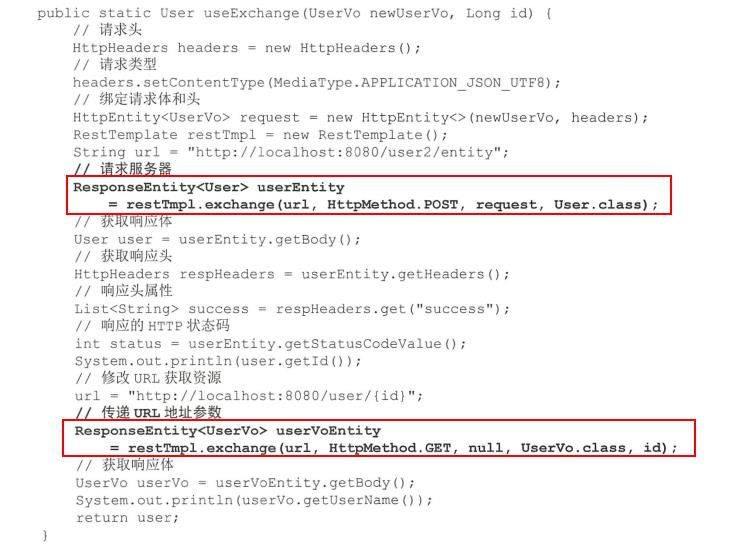 public static User useExchange(UserVo newUserVo, Long id) {
// 请求头
HttpHeaders headers = new HttpHeaders();
// 请求类型
headers.setContentType(MediaType.APPLICATION_JSON_UTF8);
// 绑定请求体和头
HttpEntity<UserVo> request = new HttpEntity<>(newUserVo, headers);
RestTemplate restTmpl = new RestTemplate();
String url = "http://localhost:8080/user2/entity";
// 请求服务器
ResponseEntity<User> userEntity
= restTmpl.exchange(url, HttpMethod.POST, request, User.class);
// 获取响应体
User user = userEntity.getBody();
// 获取响应头
HttpHeaders respHeaders = userEntity.getHeaders();
// 响应头属性
List<String> success = respHeaders.get("success");
// 响应的 HTTP 状态码
int status = userEntity.getStatusCodeValue();
System.out.println(user.getId());
// 修改 URL 获取资源
url = "http://localhost:8080/user/{id}";
// 传递 URL 地址参数
ResponseEntity<UserVo> userVoEntity
= restTmpl.exchange(url, HttpMethod.GET, null, UserVo.class, id);
// 获取响应体
UserVo userVo = userVoEntity.getBody();
System.out.println(userVo.getUserName());
return user;
}